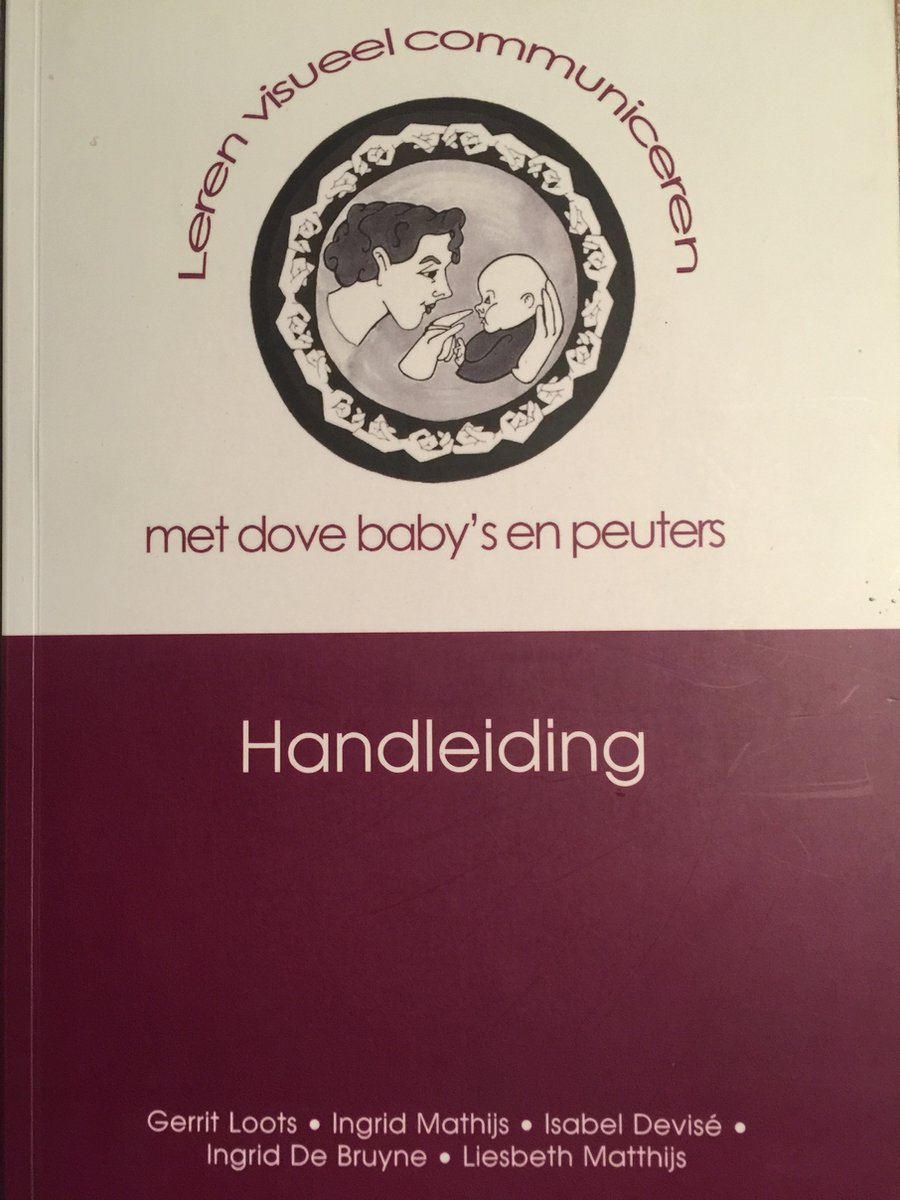 Leren visueel communiceren
met dove baby's en peuters
Handleiding
Gerrit Loots • Ingrid Mathijs • Isabel Devisé •
Ingrid De Bruyne • Liesbeth Matthijs